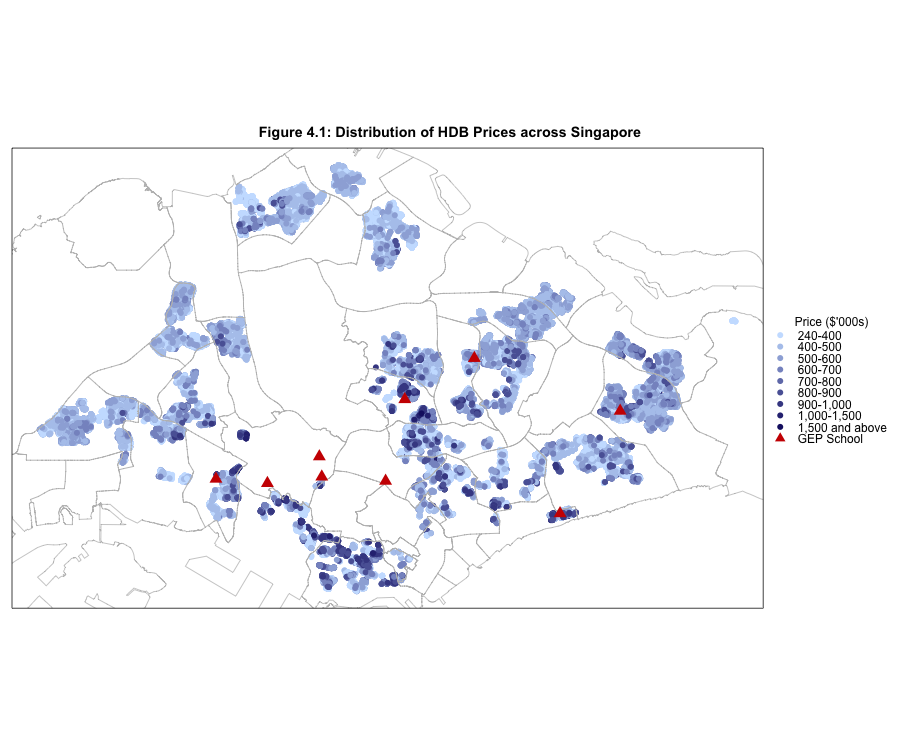 Figure 4.1: Distribution of HDB Prices across Singapore
Price ($'000s)
240-400
400-500
500-600
600-700
700-800
800-900
900-1,000
1,000-1,500
1,500 and above
GEP School